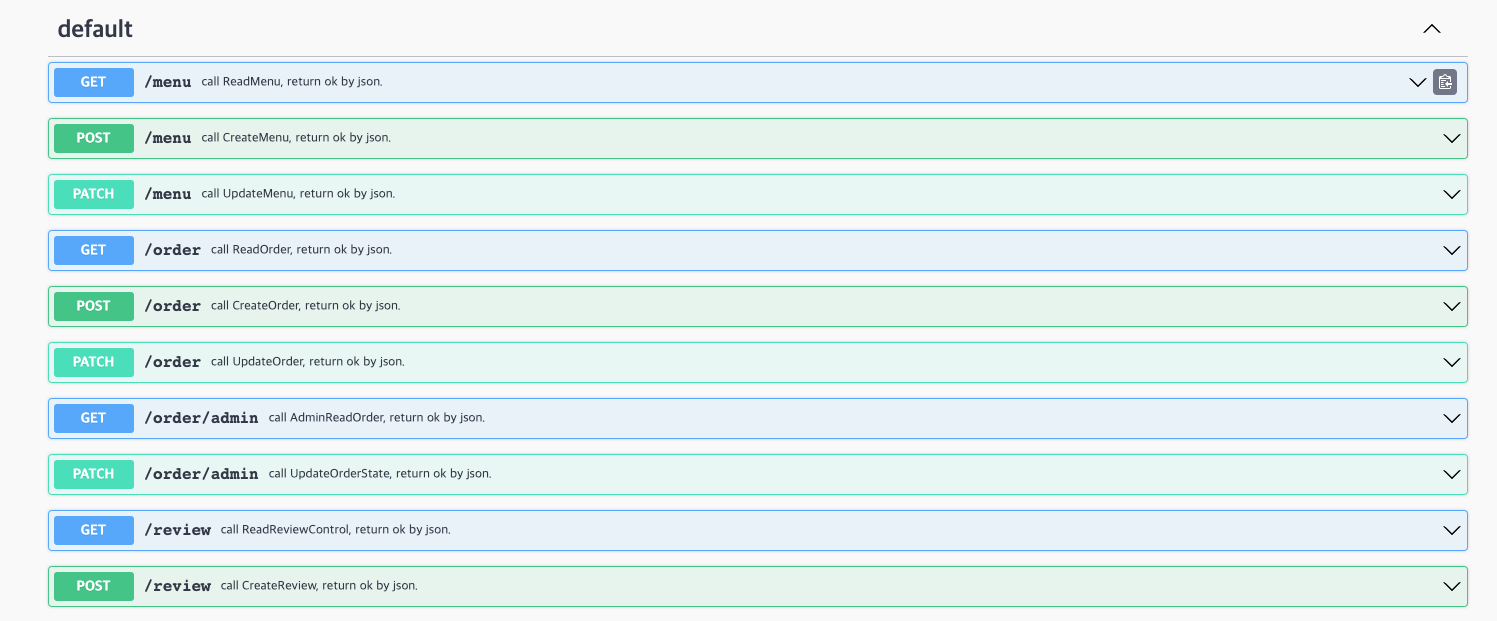 default
GET /menu call ReadMenu, return ok by json.
POST /menu call CreateMenu, return ok by json.
PATCH /menu call UpdateMenu, return ok by json.
GET /order call ReadOrder, return ok by json.
POST /order call CreateOrder, return ok by json.
PATCH /order call UpdateOrder, return ok by json.
GET /order/admin call AdminReadOrder, return ok by json.
PATCH /order/admin call UpdateOrderState, return ok by json.
GET /review call ReadReviewControl, return ok by json.
POST /review call CreateReview, return ok by json.